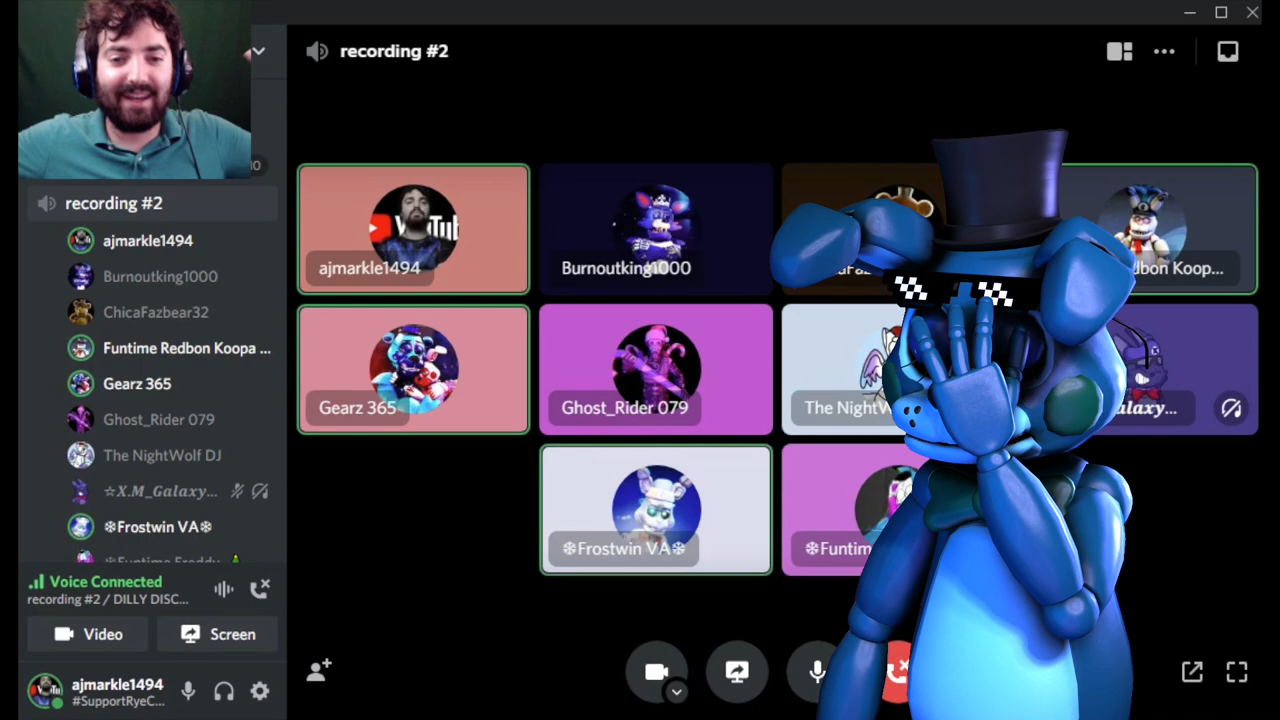 recording #2
recording #2
ajmarkle1494
Burnoutking1000
ChicaFazbear32
Funtime Redbon Koopa ...
Gearz 365
Ghost_Rider 079
The NightWolf DJ
☆X.M_Galaxy...
❄Frostwin VA❄
❄Funtime Freddy
Voice Connected
recording #2 / DILLY DISC...
Video
Screen
ajmarkle1494
#SupportRyeC...
ajmarkle1494
Burnoutking1000
Koop...
Gearz 365
Ghost_Rider 079
The NightW
alaxy...
❄Frostwin VA❄
❄Funtim